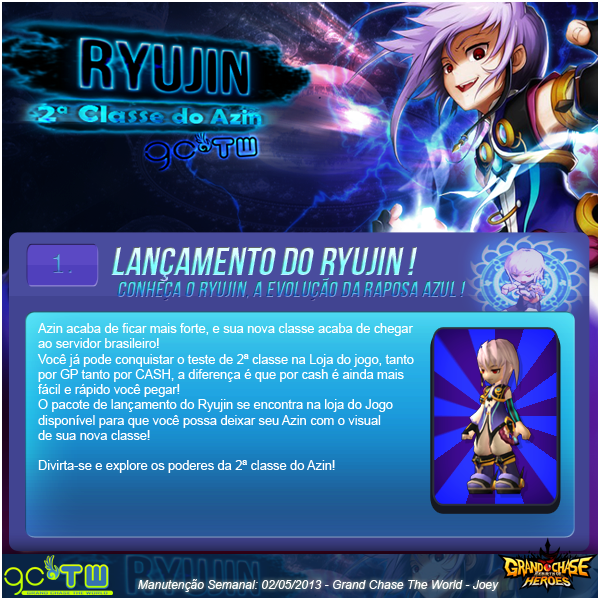 RYUJIN
2ª Classe do Azin
GC TW
1.
LANÇAMENTO DO RYUJIN !
CONHEÇA O RYUJIN, A EVOLUÇÃO DA RAPOSA AZUL !
Azin acaba de ficar mais forte, e sua nova classe acaba de chegar
ao servidor brasileiro!
Você já pode conquistar o teste de 2ª classe na Loja do jogo, tanto
por GP tanto por CASH, a diferença é que por cash é ainda mais
fácil e rápido você pegar!
O pacote de lançamento do Ryujin se encontra na loja do Jogo
disponível para que você possa deixar seu Azin com o visual
de sua nova classe!
Divirta-se e explore os poderes da 2ª classe do Azin!
GC TW
GRAND CHASE THE WORLD
Manutenção Semanal: 02/05/2013 - Grand Chase The World - Joey
GRAND CHASE
HEROES